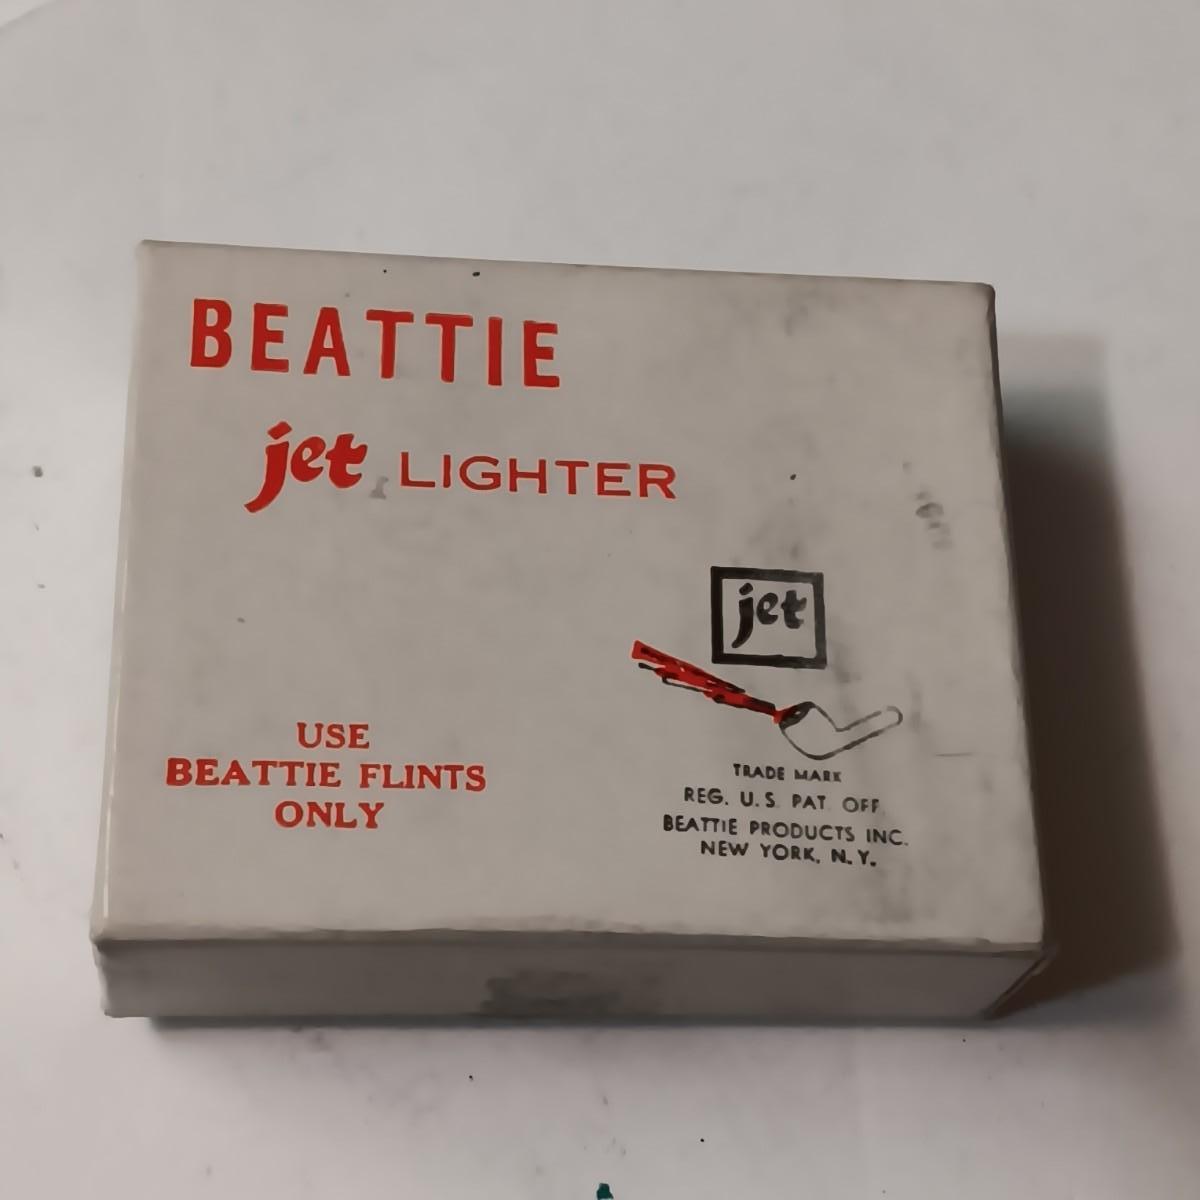 BEATTIE
jet LIGHTER
jet
USE
BEATTIE FLINTS
ONLY
TRADE MARK
REG. U.S. PAT. OFF.
BEATTIE PRODUCTS INC.
NEW YORK, N.Y.